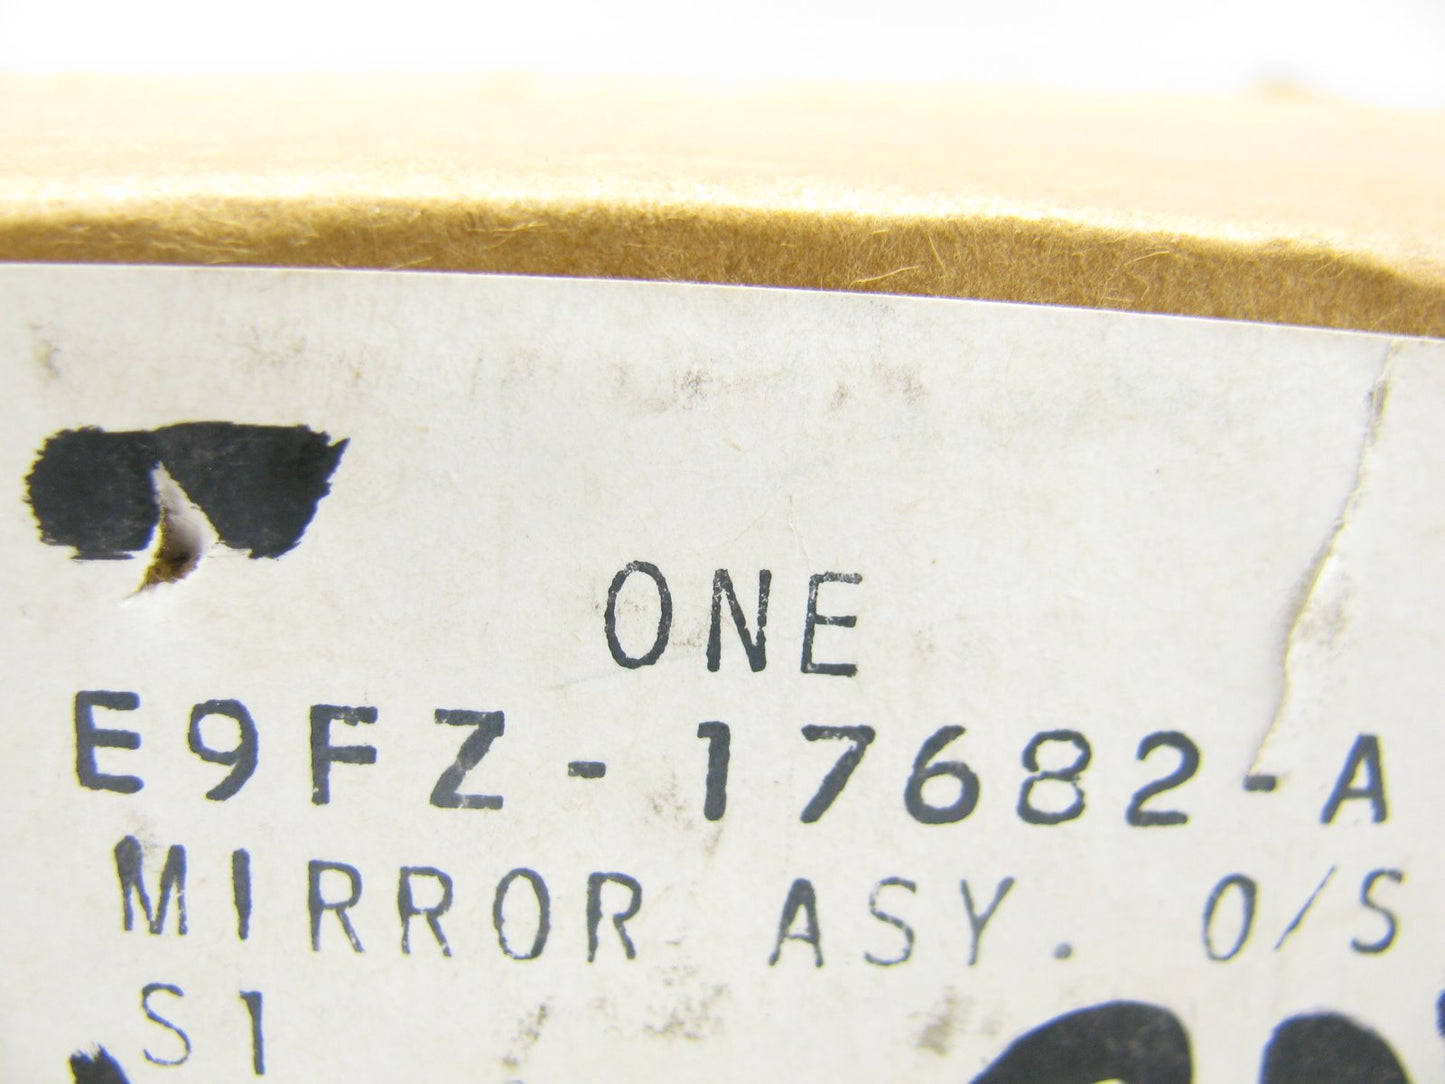 ONE
E9FZ-17682-A
MIRROR ASY. O/S
S1